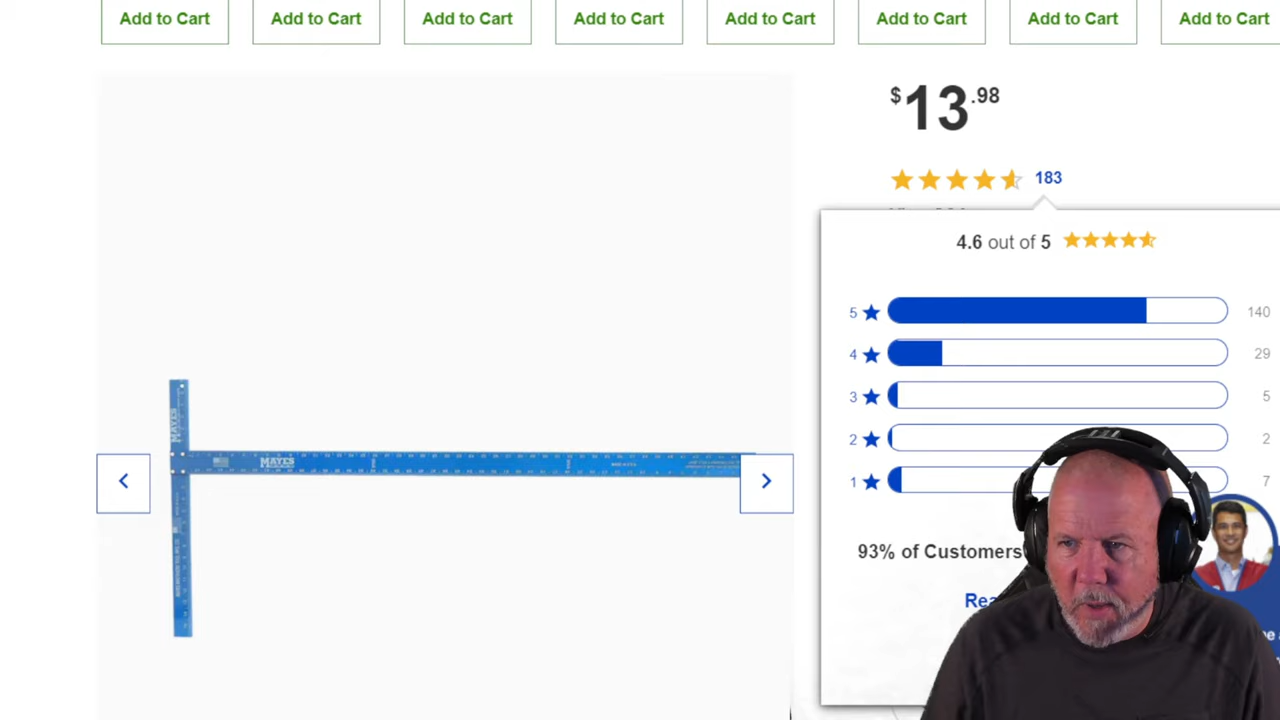 Add to Cart
Add to Cart
Add to Cart
Add to Cart
Add to Cart
Add to Cart
Add to Cart
Add to Cart
$13.98
183
4.6 out of 5
5 140
4 29
3 5
2 2
1 7
93% of Customers
MAYES
MAYES